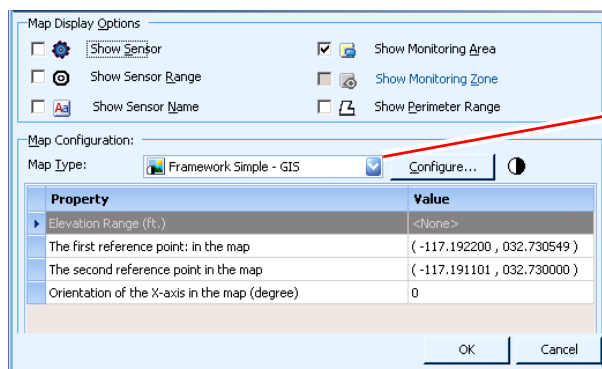 Map Display Options
Show Sensor
Show Monitoring Area
Show Sensor Range
Show Monitoring Zone
Aa Show Sensor Name
Show Perimeter Range
Map Configuration:
Map Type: Framework Simple - GIS Configure...
Property Value
Elevation Range (ft.) <None>
The first reference point: in the map ( -117.192200 , 032.730549 )
The second reference point in the map ( -117.191101 , 032.730000 )
Orientation of the X-axis in the map (degree) 0
OK Cancel